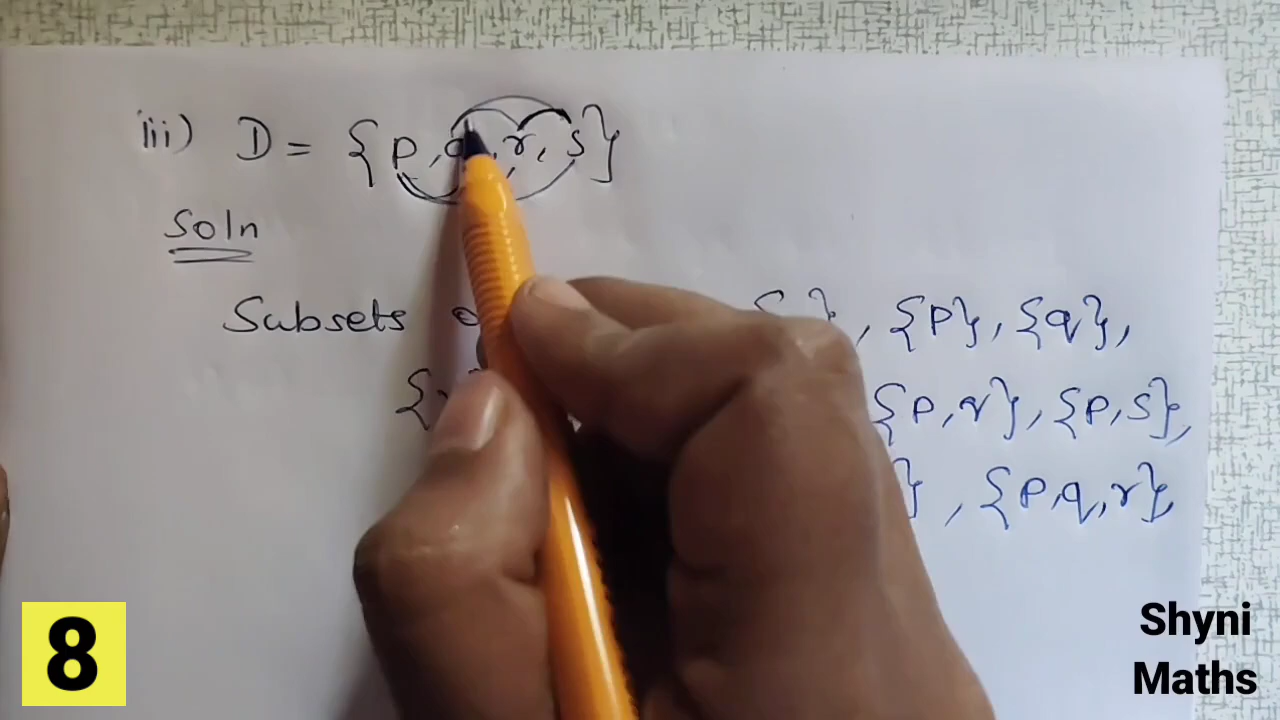 iii) D = {p, q, r, s}
Soln
Subsets { }, {p}, {q},
{p, r}, {p, s},
}, {p, q, r},
8
Shyni
Maths